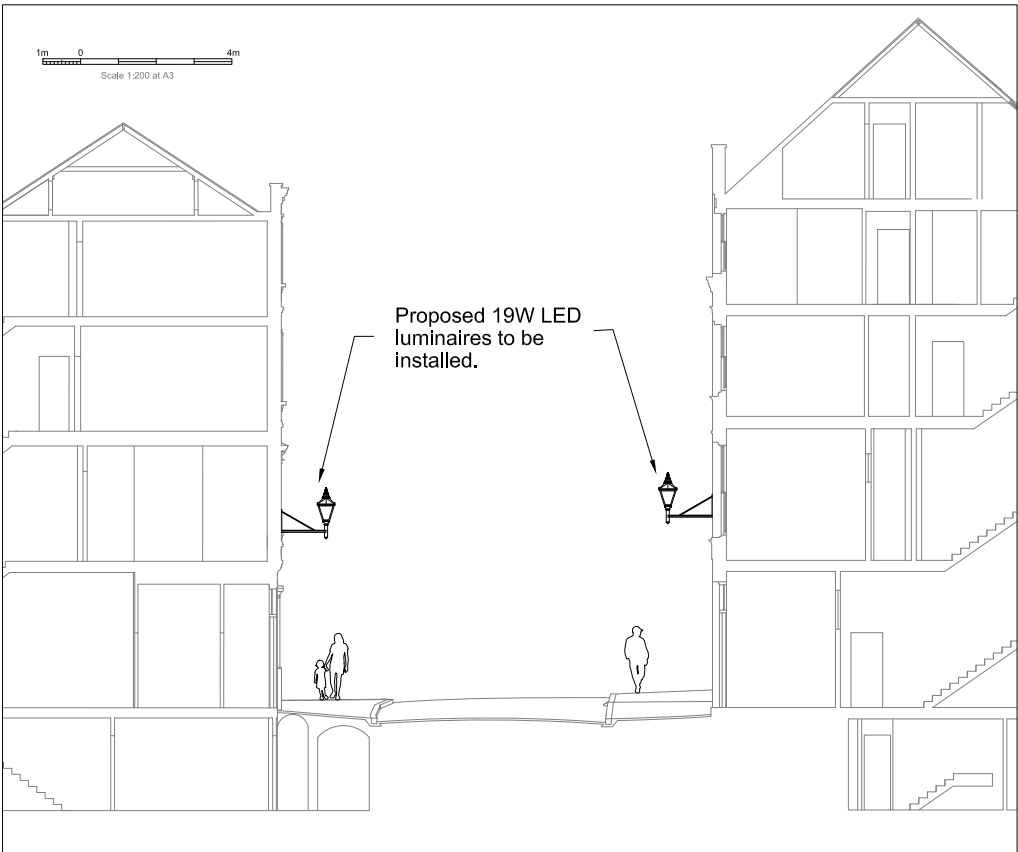 1m 0 4m
Scale 1:200 at A3
Proposed 19W LED
luminaires to be
installed.